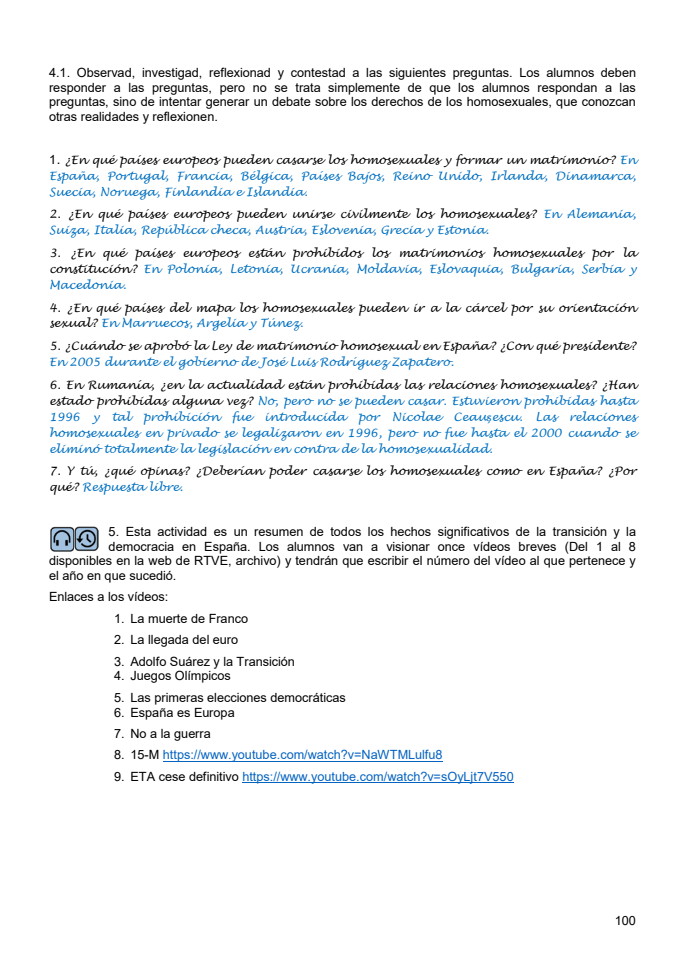 4.1. Observad, investigad, reflexionad y contestad a las siguientes preguntas. Los alumnos deben
responder a las preguntas, pero no se trata simplemente de que los alumnos respondan a las
preguntas, sino de intentar generar un debate sobre los derechos de los homosexuales, que conozcan
otras realidades y reflexionen.
1. ¿En qué países europeos pueden casarse los homosexuales y formar un matrimonio? En
España, Portugal, Francia, Bélgica, Países Bajos, Reino Unido, Irlanda, Dinamarca,
Suecia, Noruega, Finlandia e Islandia.
2. ¿En qué países europeos pueden unirse civilmente los homosexuales? En Alemania,
Suiza, Italia, República checa, Austria, Eslovenia, Grecia y Estonia.
3. ¿En qué países europeos están prohibidos los matrimonios homosexuales por la
constitución? En Polonia, Letonia, Ucrania, Moldavia, Eslovaquia, Bulgaria, Serbia y
Macedonia.
4. ¿En qué países del mapa los homosexuales pueden ir a la cárcel por su orientación
sexual? En Marruecos, Argelia y Túnez.
5. ¿Cuándo se aprobó la Ley de matrimonio homosexual en España? ¿Con qué presidente?
En 2005 durante el gobierno de José Luis Rodríguez Zapatero.
6. En Rumanía, ¿en la actualidad están prohibidas las relaciones homosexuales? ¿Han
estado prohibidas alguna vez? No, pero no se pueden casar. Estuvieron prohibidas hasta
1996 y tal prohibición fue introducida por Nicolae Ceaușescu. Las relaciones
homosexuales en privado se legalizaron en 1996, pero no fue hasta el 2000 cuando se
eliminó totalmente la legislación en contra de la homosexualidad.
7. Y tú, ¿qué opinas? ¿Deberían poder casarse los homosexuales como en España? ¿Por
qué? Respuesta libre.
5. Esta actividad es un resumen de todos los hechos significativos de la transición y la
democracia en España. Los alumnos van a visionar once vídeos breves (Del 1 al 8
disponibles en la web de RTVE, archivo) y tendrán que escribir el número del vídeo al que pertenece y
el año en que sucedió.
Enlaces a los vídeos:
1. La muerte de Franco
2. La llegada del euro
3. Adolfo Suárez y la Transición
4. Juegos Olímpicos
5. Las primeras elecciones democráticas
6. España es Europa
7. No a la guerra
8. 15-M https://www.youtube.com/watch?v=NaWTMLulfu8
9. ETA cese definitivo https://www.youtube.com/watch?v=sOyLjt7V550
100